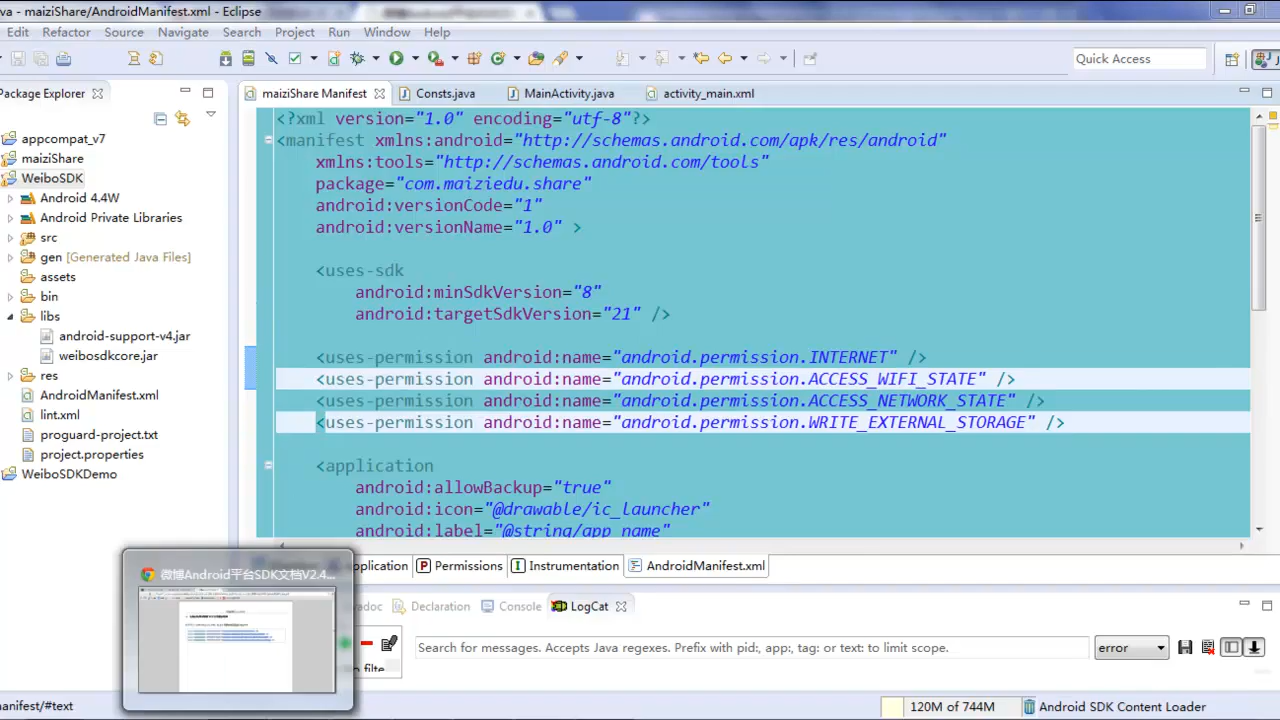 ava - maiziShare/AndroidManifest.xml - Eclipse
Edit Refactor Source Navigate Search Project Run Window Help
Quick Access
Package Explorer
maiziShare Manifest Consts.java MainActivity.java activity_main.xml
appcompat_v7
maiziShare
WeiboSDK
Android 4.4W
Android Private Libraries
src
gen [Generated Java Files]
assets
bin
libs
android-support-v4.jar
weibosdkcore.jar
res
AndroidManifest.xml
lint.xml
proguard-project.txt
project.properties
WeiboSDKDemo
<?xml version="1.0" encoding="utf-8"?>
<manifest xmlns:android="http://schemas.android.com/apk/res/android"
xmlns:tools="http://schemas.android.com/tools"
package="com.maiziedu.share"
android:versionCode="1"
android:versionName="1.0" >
<uses-sdk
android:minSdkVersion="8"
android:targetSdkVersion="21" />
<uses-permission android:name="android.permission.INTERNET" />
<uses-permission android:name="android.permission.ACCESS_WIFI_STATE" />
<uses-permission android:name="android.permission.ACCESS_NETWORK_STATE" />
<uses-permission android:name="android.permission.WRITE_EXTERNAL_STORAGE" />
<application
android:allowBackup="true"
android:icon="@drawable/ic_launcher"
android:label="@string/app_name"
pplication Permissions Instrumentation AndroidManifest.xml
微博Android平台SDK文档V2.4...
adoc Declaration Console LogCat
Search for messages. Accepts Java regexes. Prefix with pid:, app:, tag: or text: to limit scope.
error
anifest/#text
120M of 744M
Android SDK Content Loader